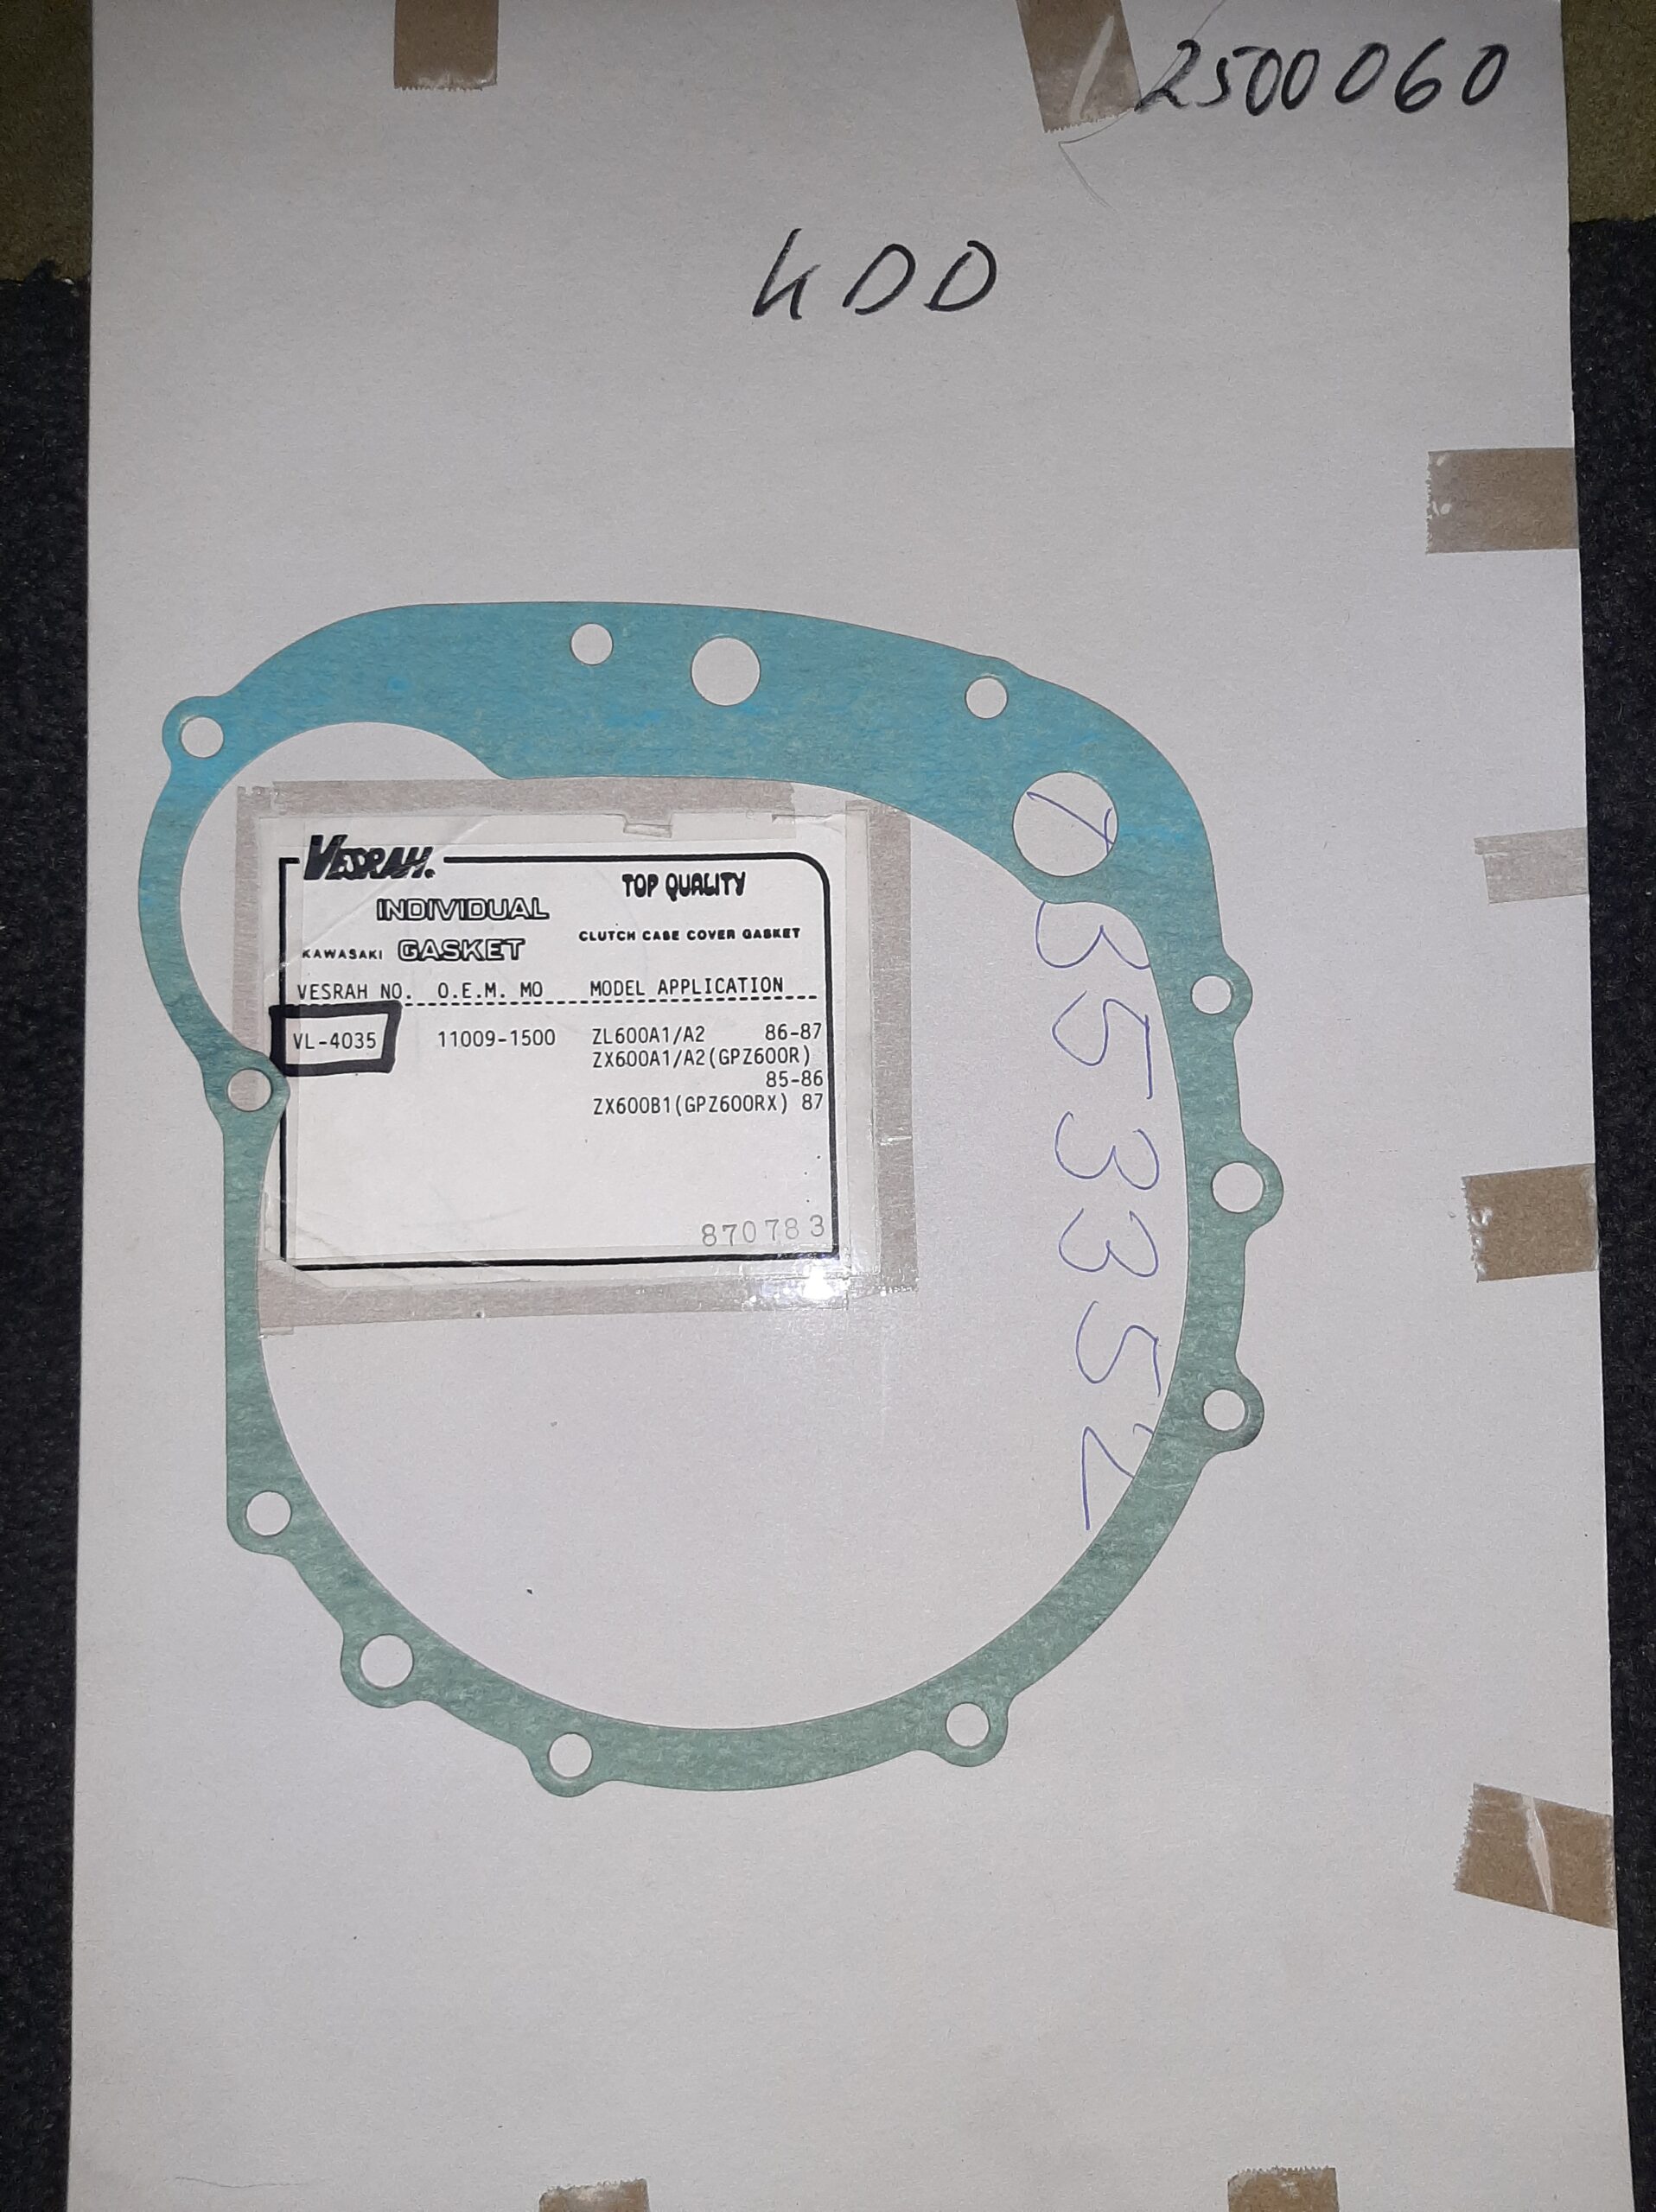 2500060
400
VESRAH.
TOP QUALITY
INDIVIDUAL
CLUTCH CASE COVER GASKET
KAWASAKI GASKET
VESRAH NO. O.E.M. MO MODEL APPLICATION
VL-4035 11009-1500 ZL600A1/A2 86-87
ZX600A1/A2(GPZ600R)
85-86
ZX600B1(GPZ600RX) 87
870783
7353352